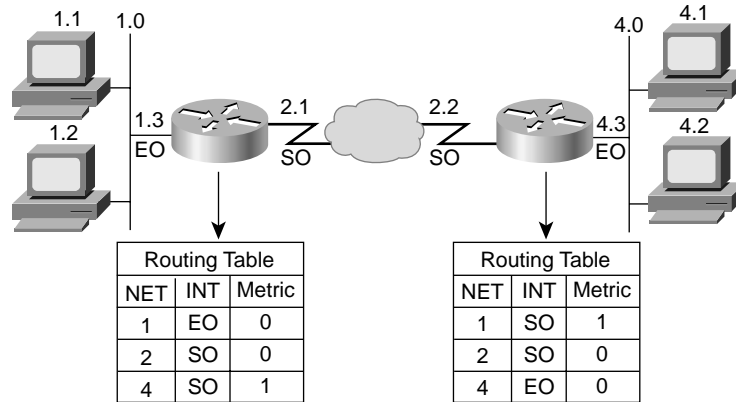 1.1 1.0 4.0 4.1
1.2 1.3 2.1 2.2 4.3 4.2
EO SO SO EO
Routing Table
NET INT Metric
1 EO 0
2 SO 0
4 SO 1
Routing Table
NET INT Metric
1 SO 1
2 SO 0
4 EO 0